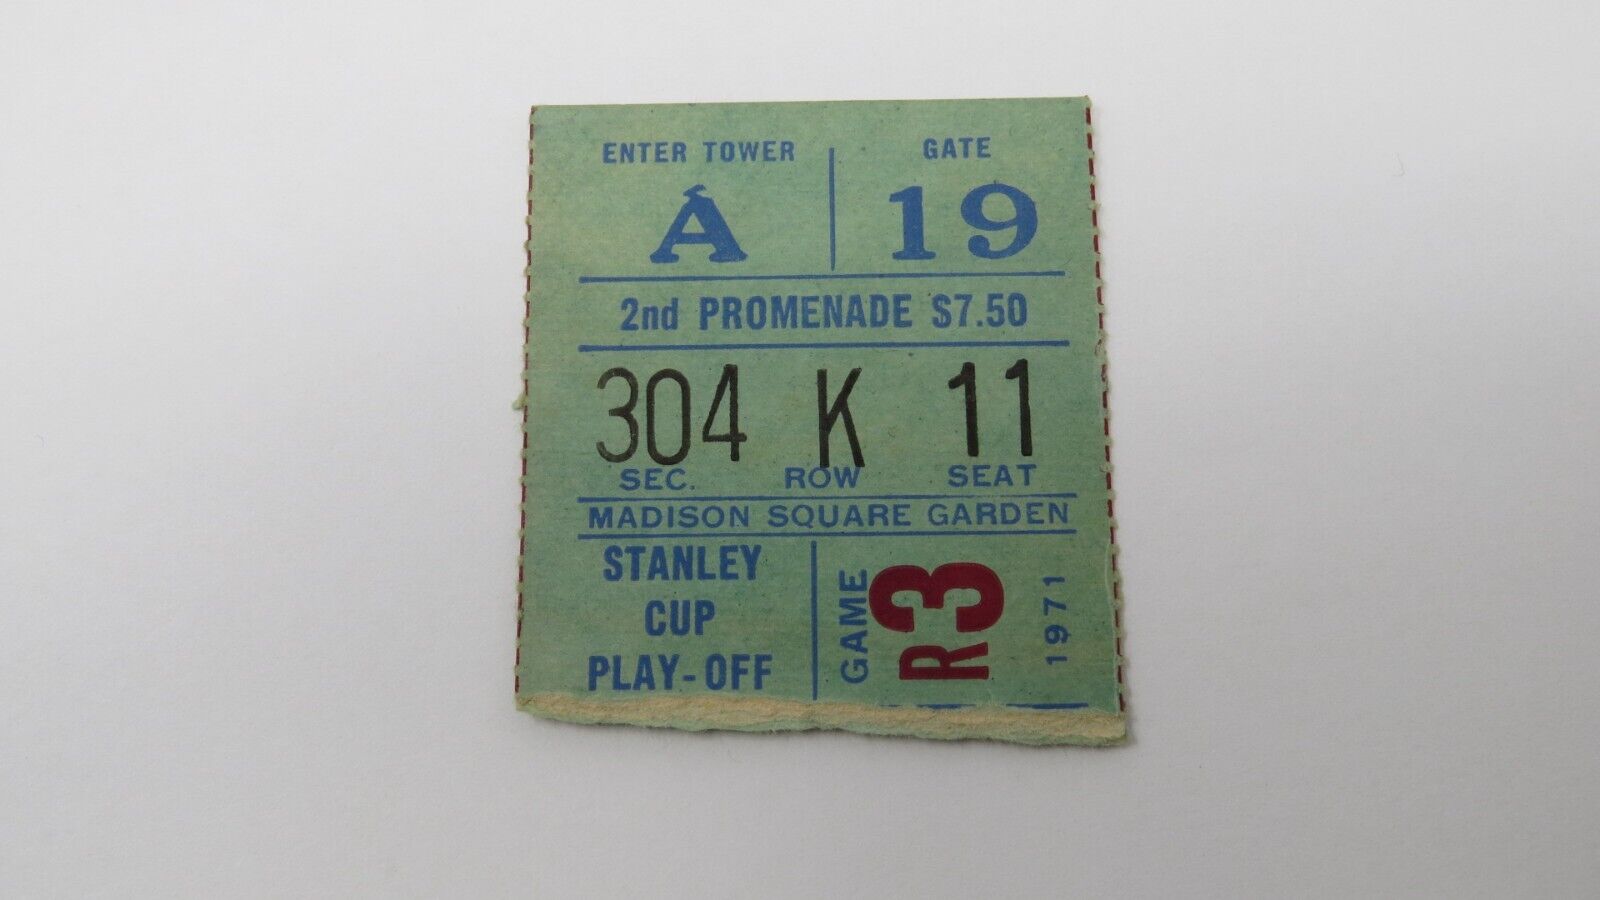 ENTER TOWER GATE
A 19
2nd PROMENADE $7.50
304 K 11
SEC. ROW SEAT
MADISON SQUARE GARDEN
STANLEY
CUP
PLAY-OFF
GAME
R3
1971